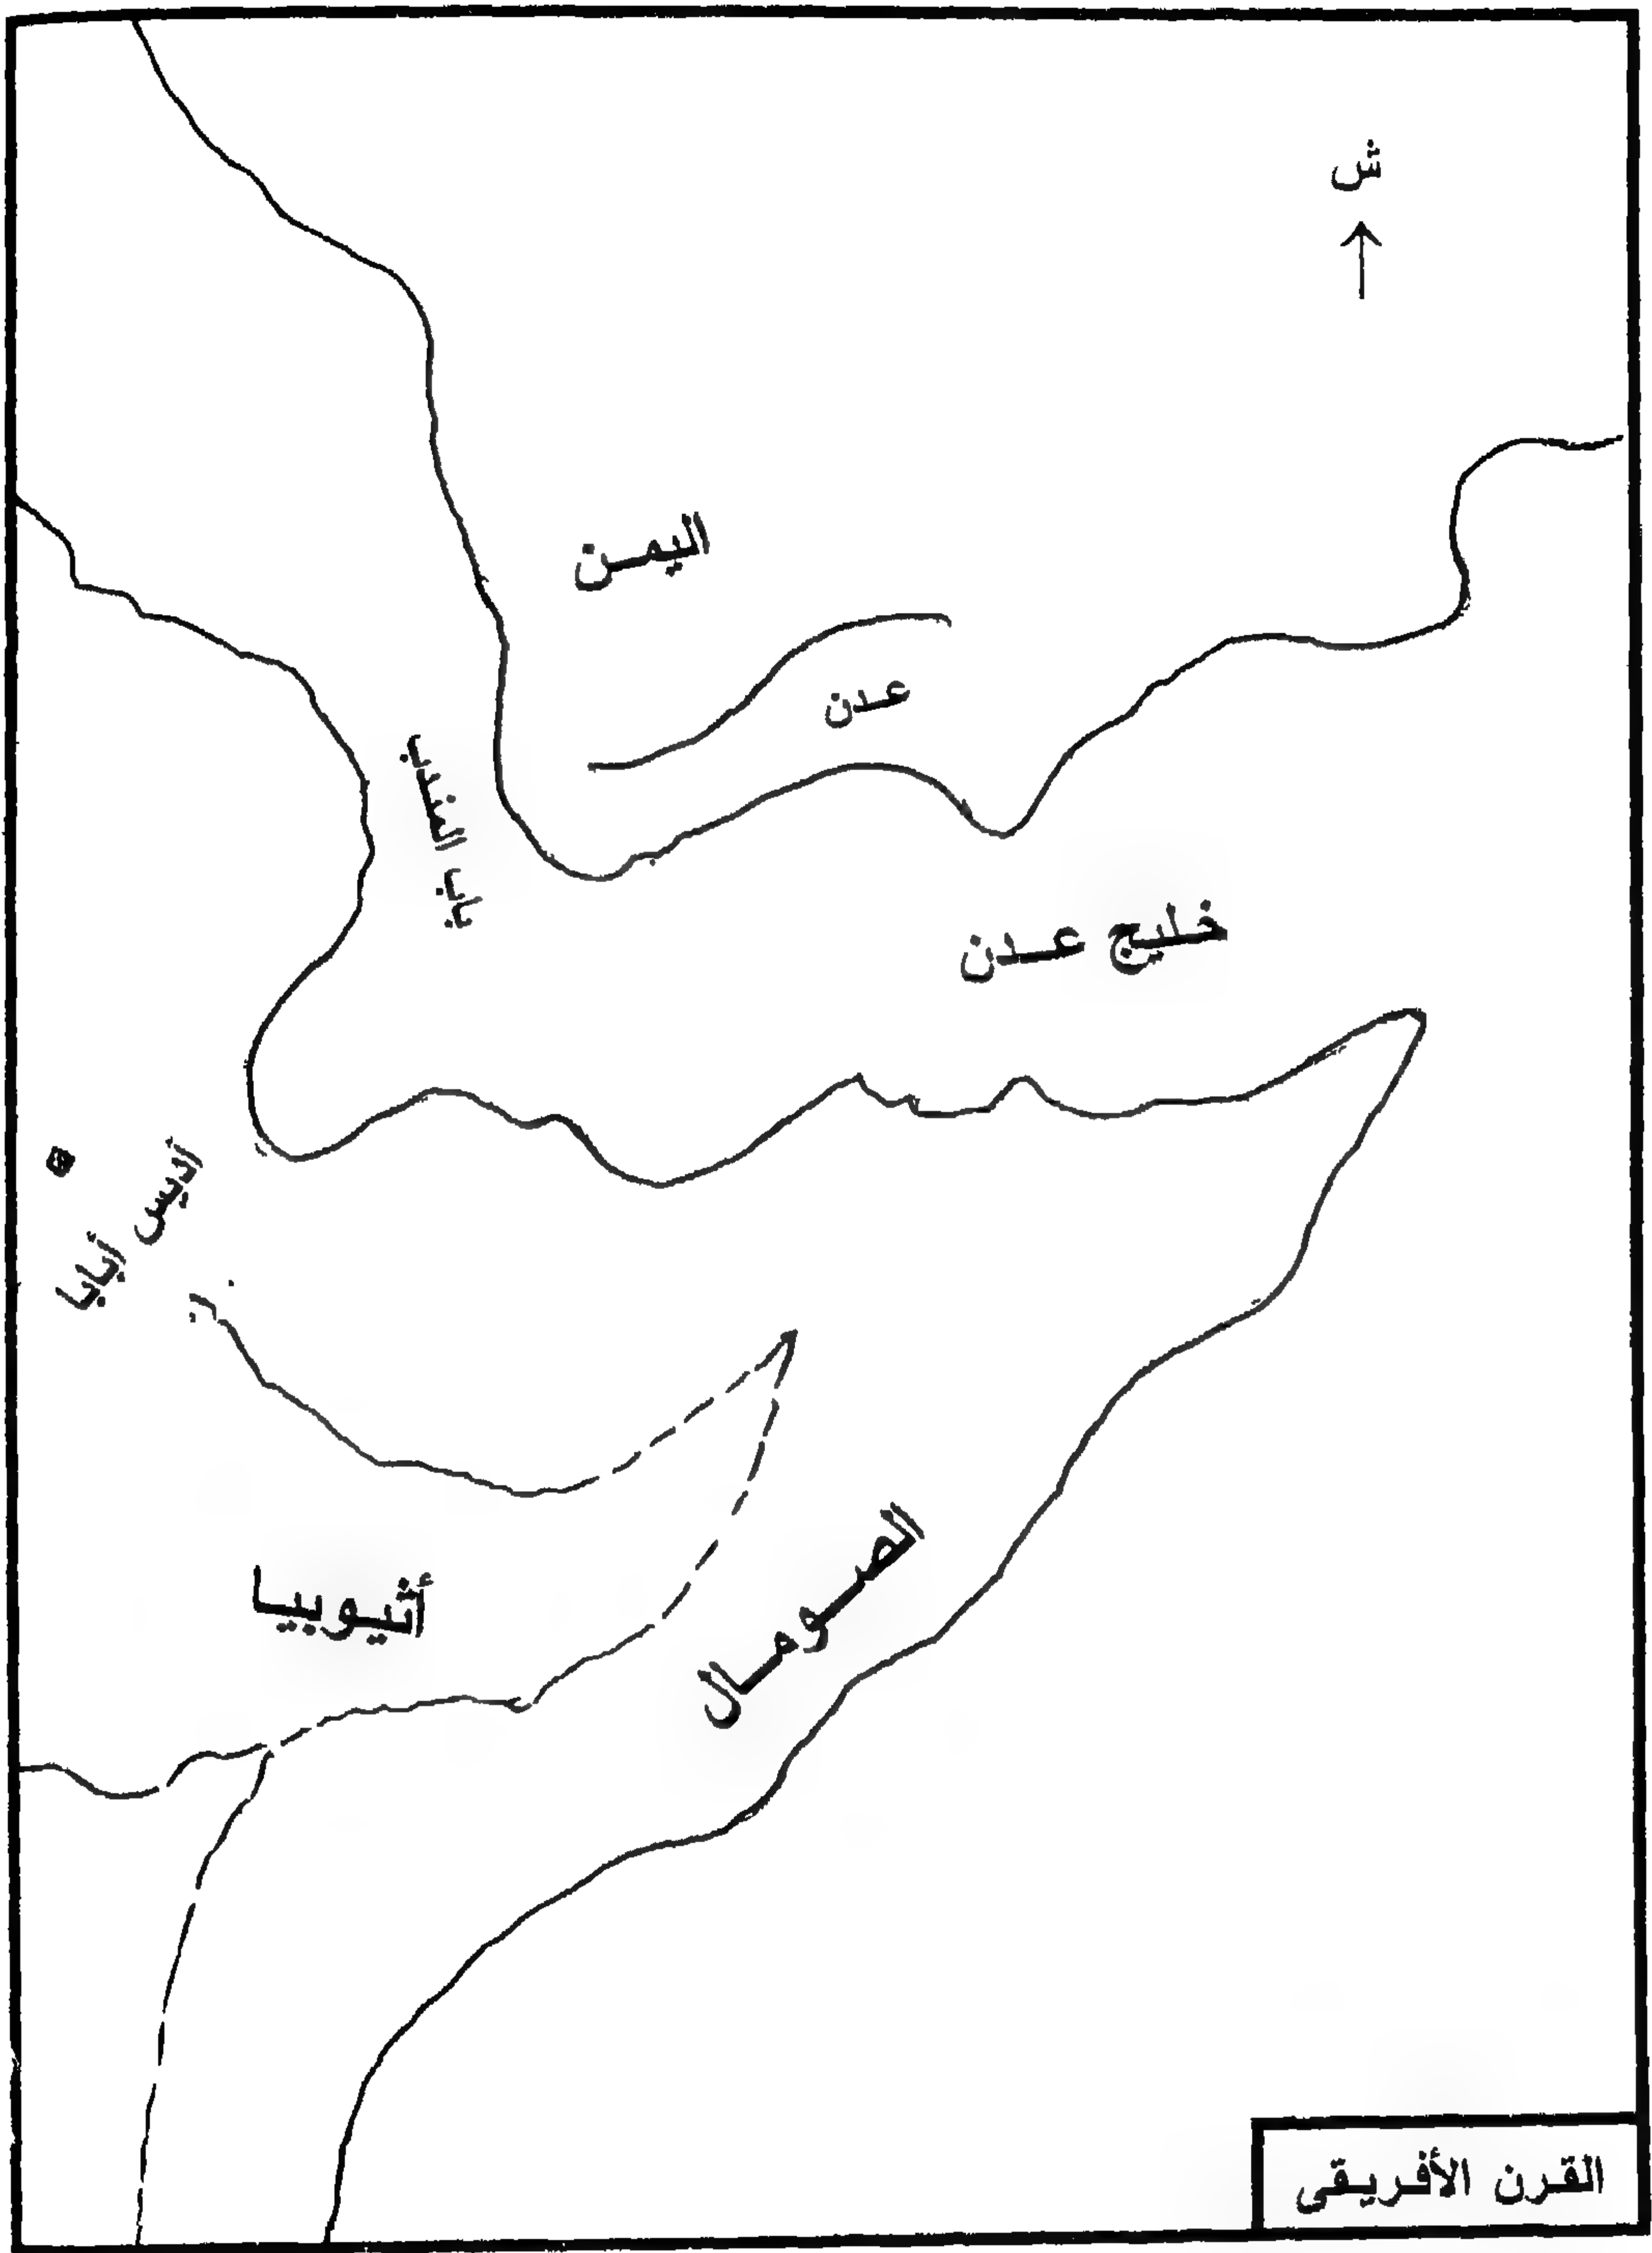 ش
اليمن
عدن
باب المندب
خليج عدن
أديس أبابا
أثيوبيا
الصومال
القرن الأفريقى